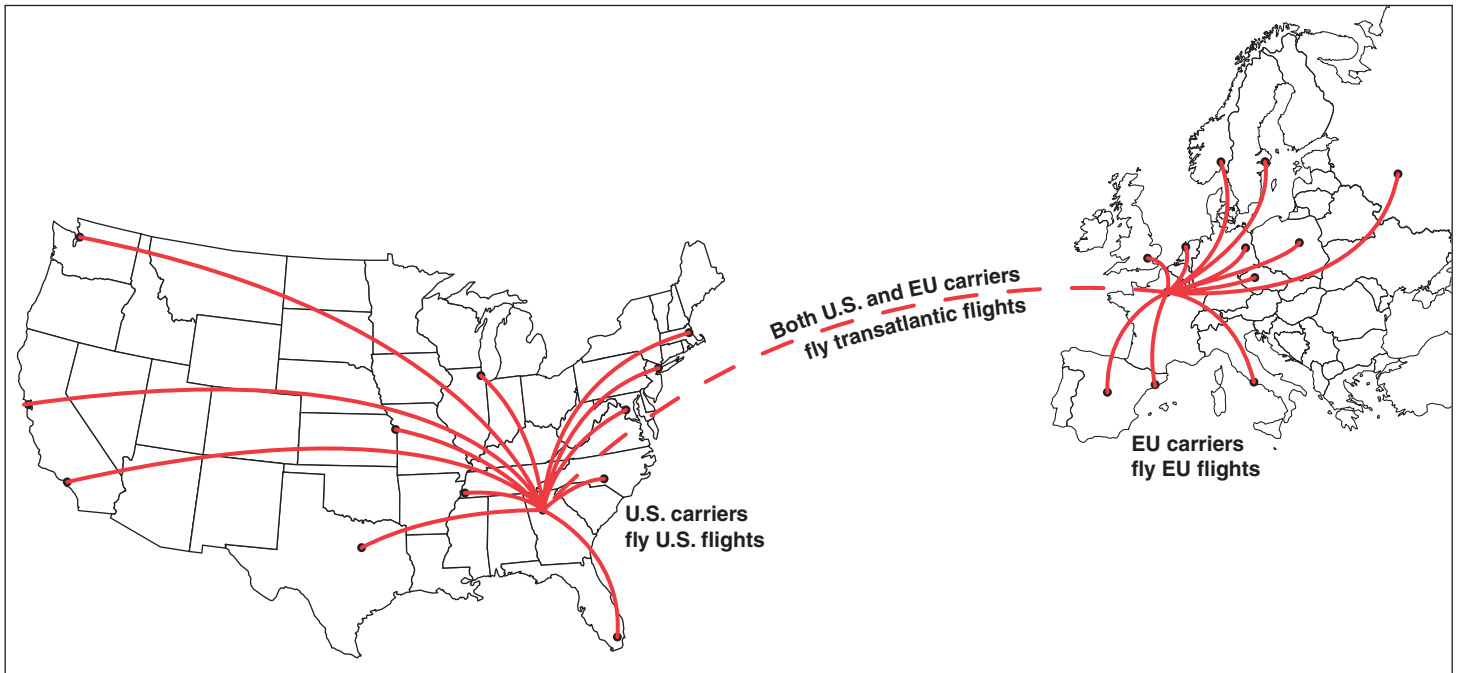 Both U.S. and EU carriers
fly transatlantic flights
U.S. carriers
fly U.S. flights
EU carriers
fly EU flights